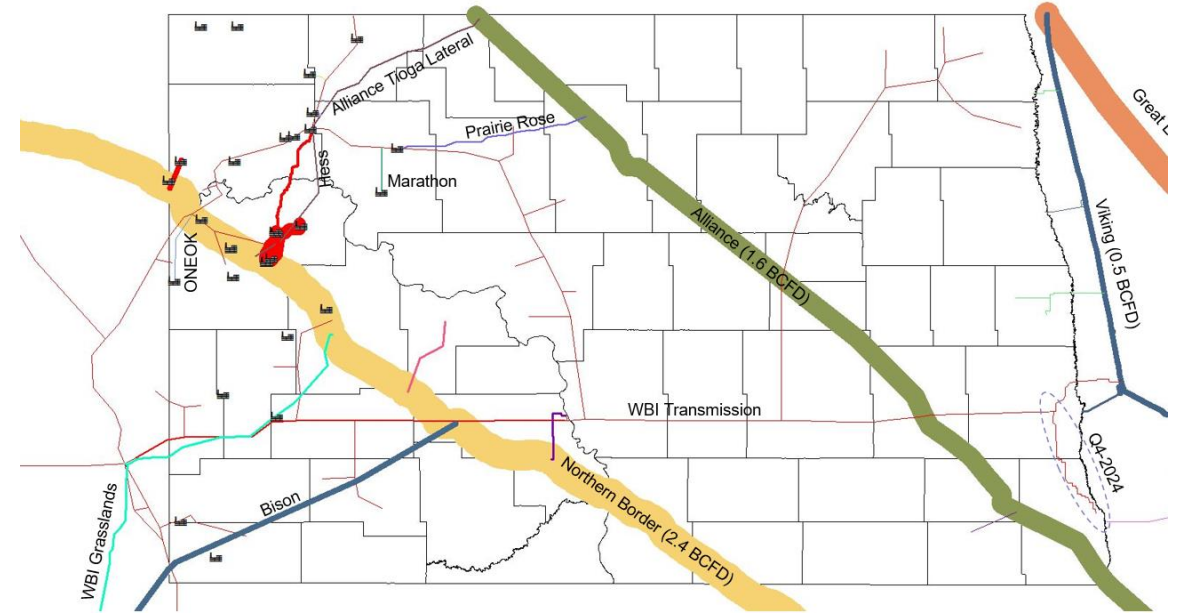 Alliance Tioga Lateral
Great
Prairie Rose
Hess
Marathon
Viking (0.5 BCFD)
Alliance (1.6 BCFD)
ONEOK
WBI Transmission
Q4-2024
Northern Border (2.4 BCFD)
Bison
WBI Grasslands